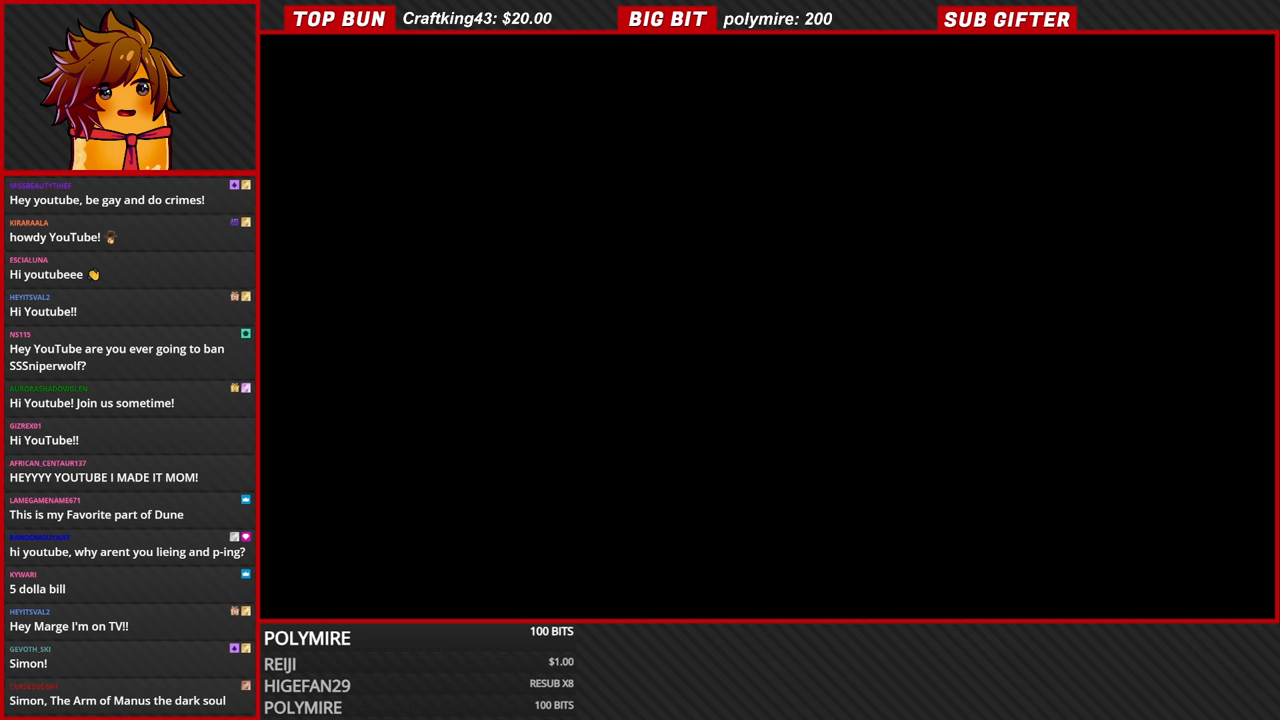 TOP BUN Craftking43: $20.00 BIG BIT polymire: 200 SUB GIFTER
MISSBEAUTYTHIEF
Hey youtube, be gay and do crimes!
KIRARAALA
howdy YouTube!
ESCIALUNA
Hi youtubeee
HEYITSVAL2
Hi Youtube!!
NS115
Hey YouTube are you ever going to ban
SSSniperwolf?
AURORASHADOWGLEN
Hi Youtube! Join us sometime!
GIZREX01
Hi YouTube!!
AFRICAN_CENTAUR137
HEYYYY YOUTUBE I MADE IT MOM!
LAMEGAMENAME671
This is my Favorite part of Dune
hi youtube, why arent you lieing and p-ing?
KYWARI
5 dolla bill
HEYITSVAL2
Hey Marge I'm on TV!!
GEVOTH_SKI
Simon!
Simon, The Arm of Manus the dark soul
POLYMIRE 100 BITS
REIJI $1.00
HIGEFAN29 RESUB X8
POLYMIRE 100 BITS